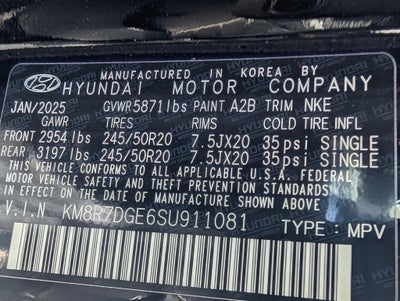 MANUFACTURED IN KOREA BY
HYUNDAI MOTOR COMPANY
JAN/2025 GVWR 5871 lbs PAINT A2B TRIM NKE
GAWR TIRES RIMS COLD TIRE INFL
FRONT 2954 lbs 245/50R20 7.5JX20 35psi SINGLE
REAR 3197 lbs 245/50R20 7.5JX20 35psi SINGLE
THIS VEHICLE CONFORMS TO ALL APPLICABLE U.S.A. FEDERAL
MOTOR VEHICLE SAFETY AND THEFT PREVENTION STANDARDS
IN EFFECT ON THE DATE OF MANUFACTURE SHOWN ABOVE
V.I.N KM8R7DGE6SU911081
TYPE: MPV